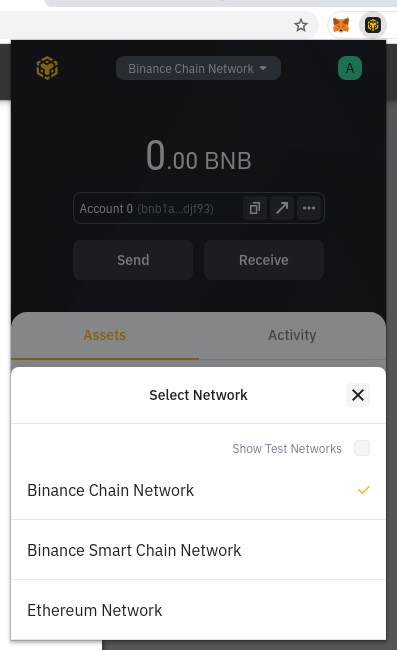 Binance Chain Network
A
0.00 BNB
Account 0 (bnb1a...djf93)
Send Receive
Assets Activity
Select Network
Show Test Networks
Binance Chain Network
Binance Smart Chain Network
Ethereum Network